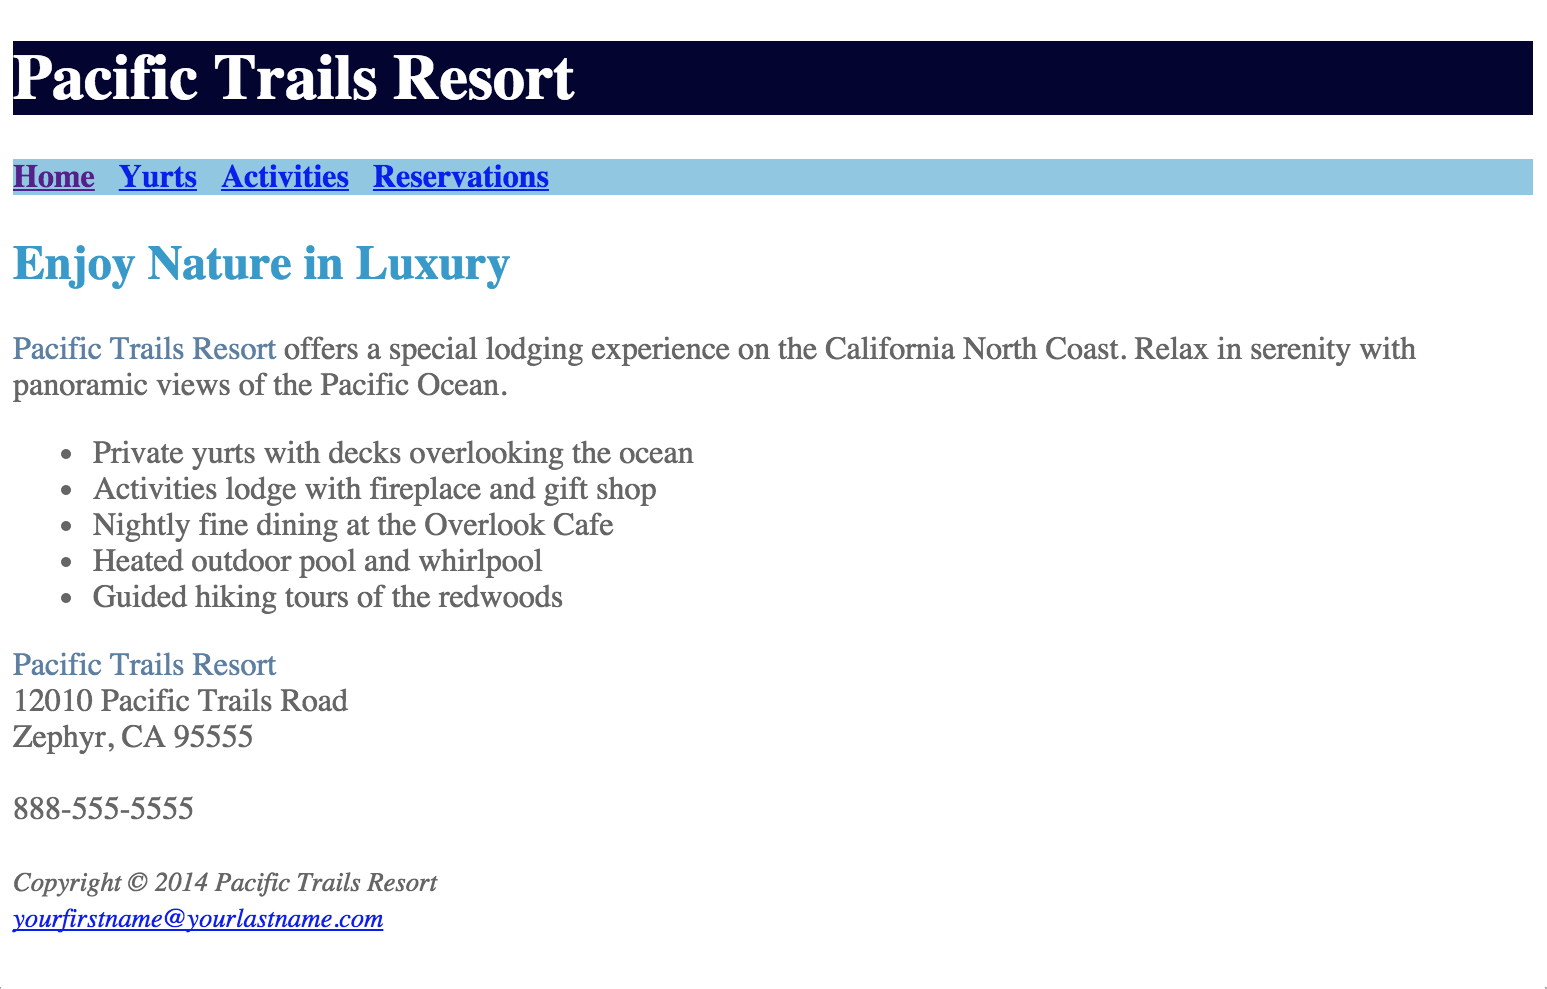 Pacific Trails Resort
Home Yurts Activities Reservations
Enjoy Nature in Luxury
Pacific Trails Resort offers a special lodging experience on the California North Coast. Relax in serenity with
panoramic views of the Pacific Ocean.
• Private yurts with decks overlooking the ocean
• Activities lodge with fireplace and gift shop
• Nightly fine dining at the Overlook Cafe
• Heated outdoor pool and whirlpool
• Guided hiking tours of the redwoods
Pacific Trails Resort
12010 Pacific Trails Road
Zephyr, CA 95555
888-555-5555
Copyright © 2014 Pacific Trails Resort
yourfirstname@yourlastname.com